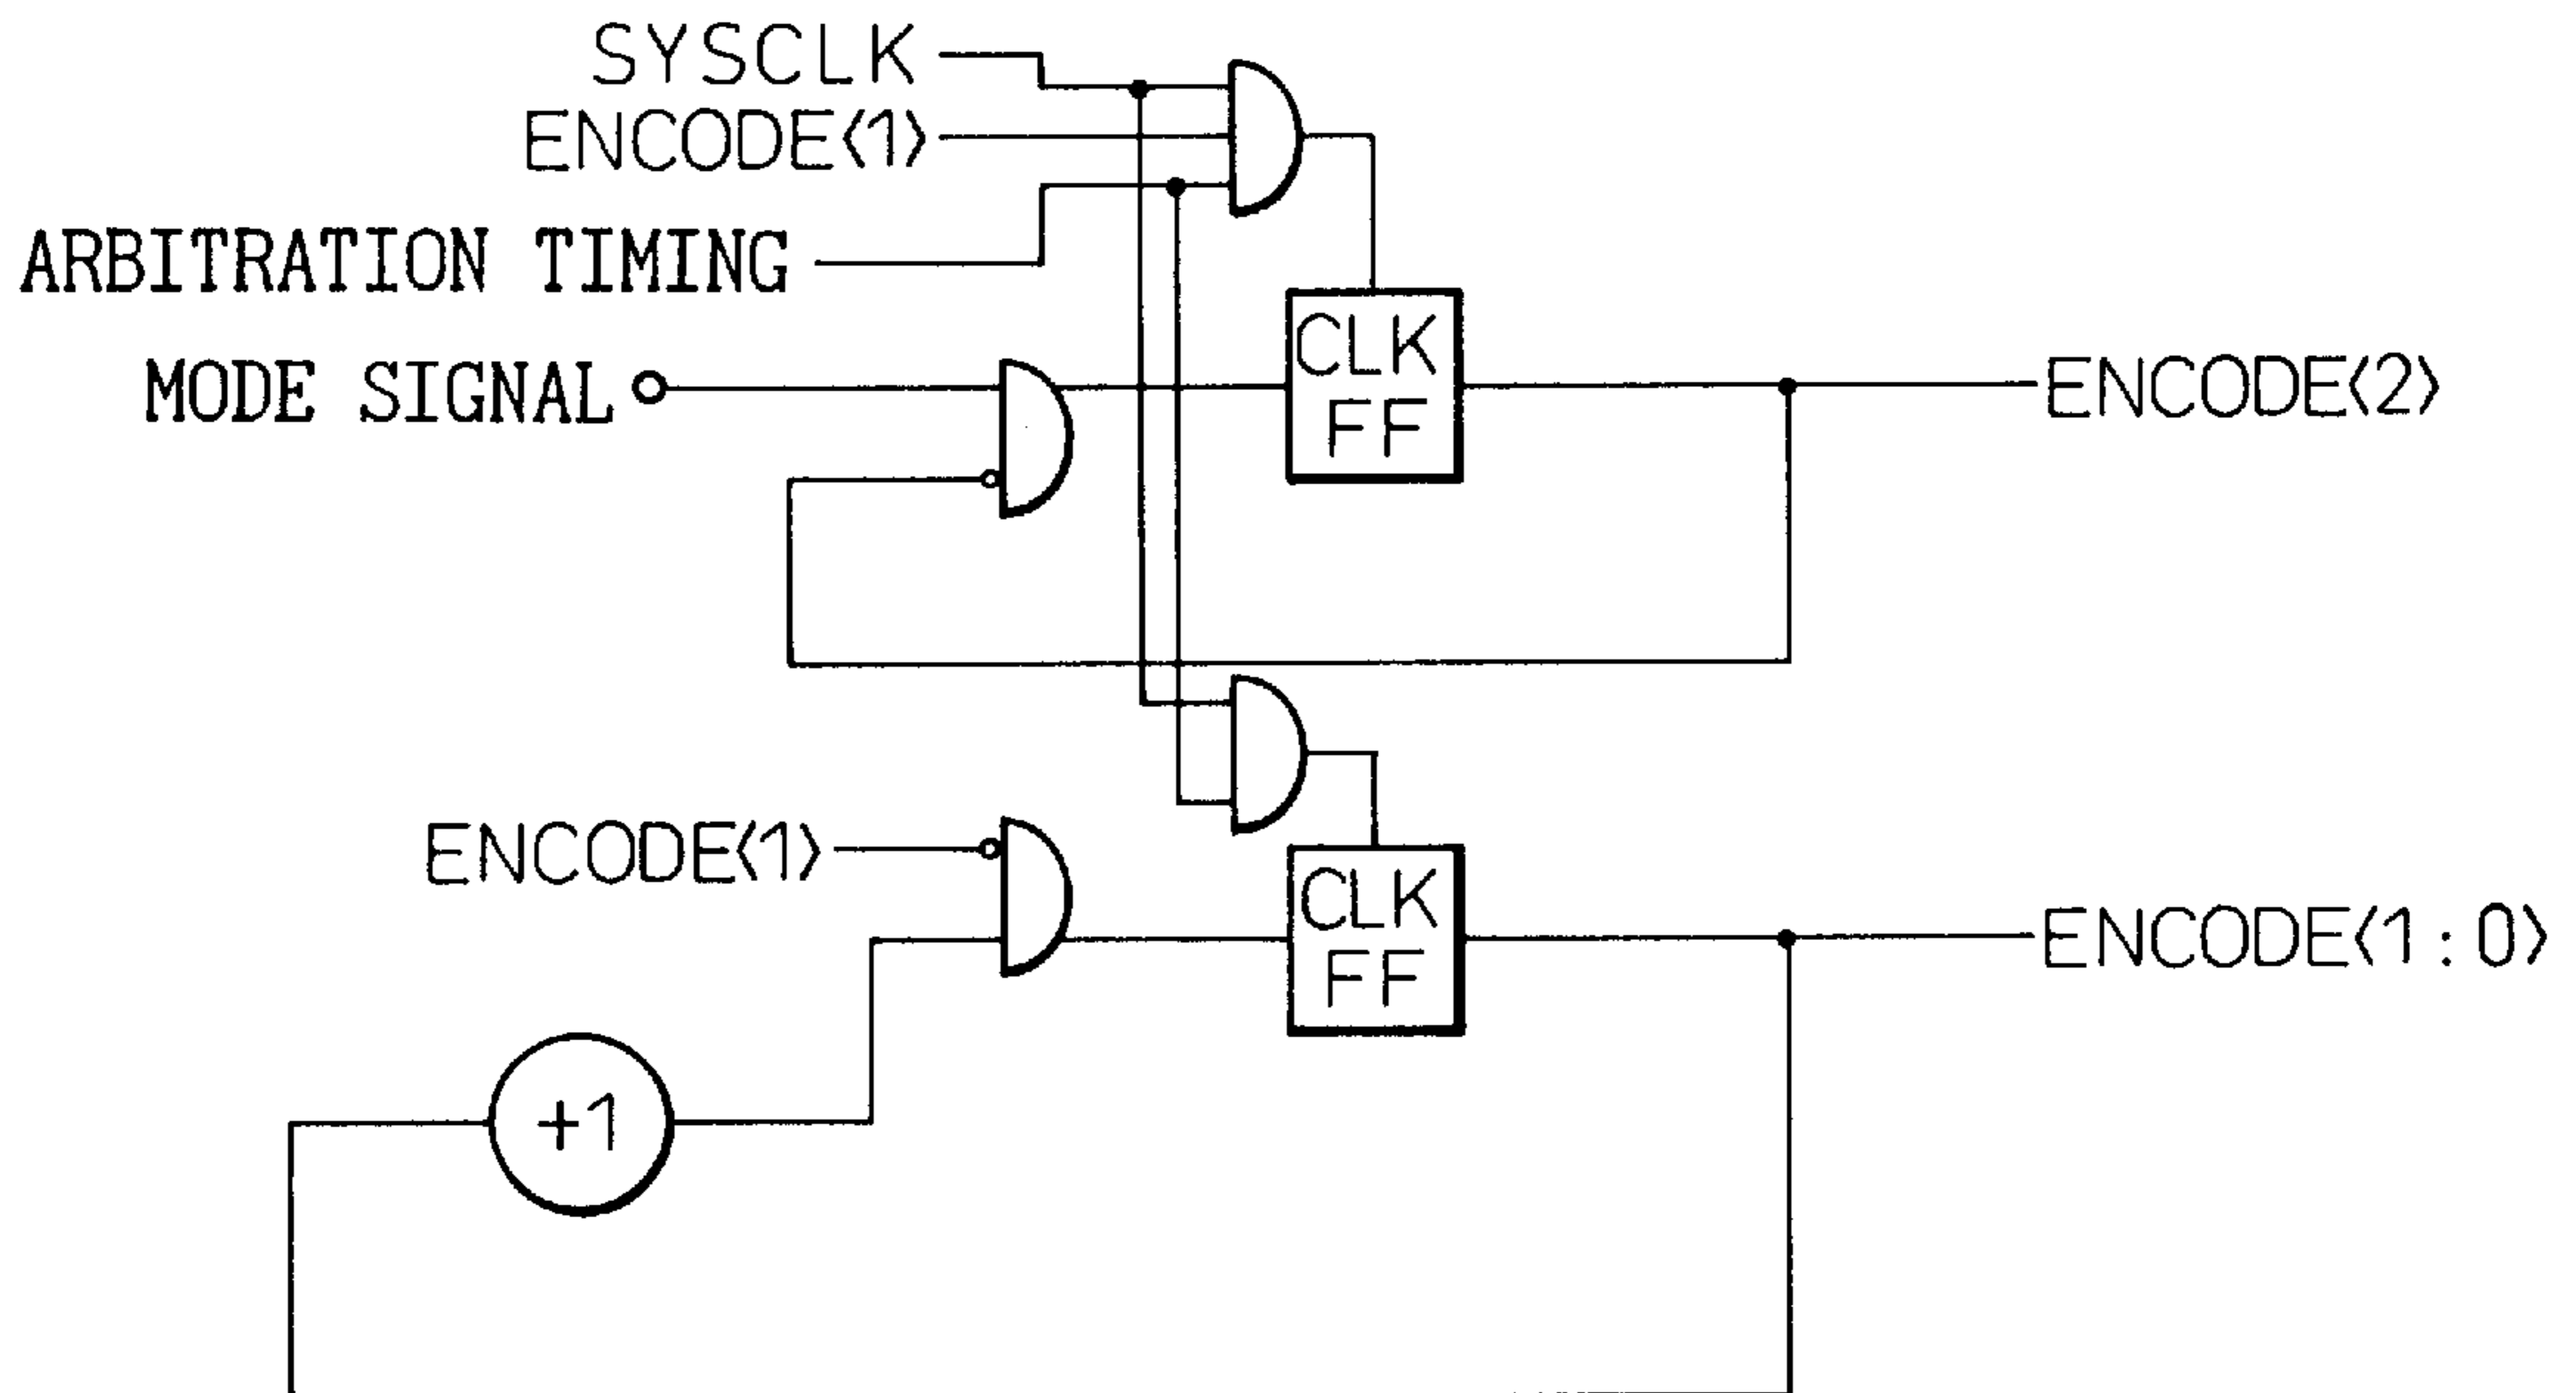 SYSCLK
ENCODE⟨1⟩
ARBITRATION TIMING
MODE SIGNAL
CLK
FF
ENCODE⟨2⟩
ENCODE⟨1⟩
CLK
FF
ENCODE⟨1:0⟩
+1